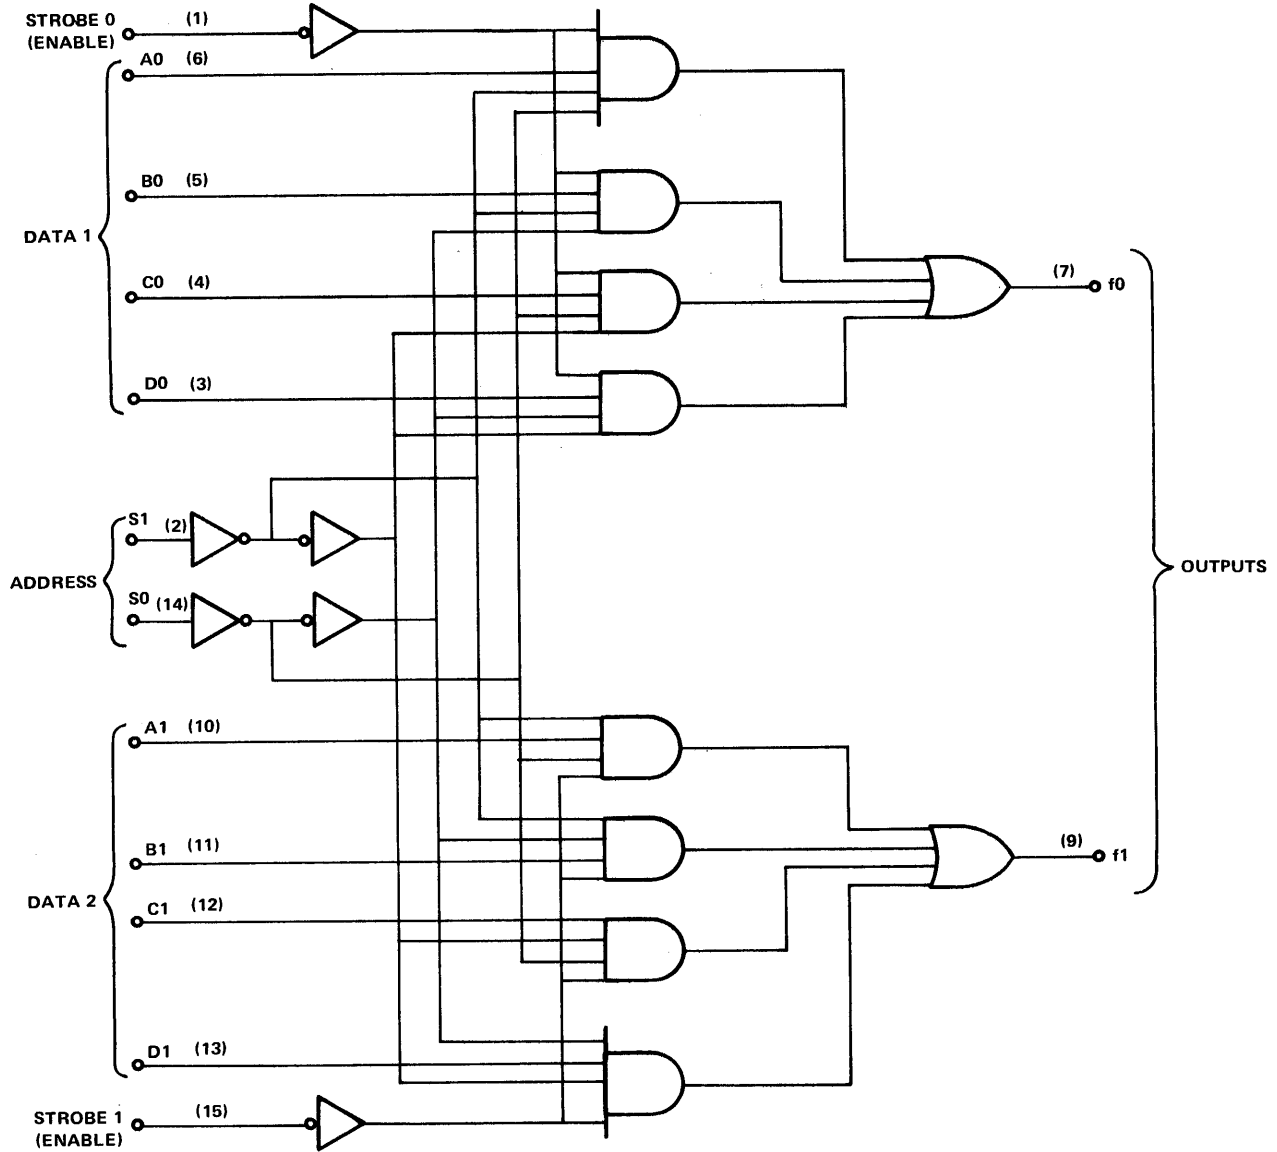 STROBE 0 (1)
(ENABLE)
A0 (6)
B0 (5)
DATA 1
C0 (4)
(7) f0
D0 (3)
S1 (2)
OUTPUTS
ADDRESS
S0 (14)
A1 (10)
B1 (11)
(9) f1
DATA 2
C1 (12)
D1 (13)
STROBE 1 (15)
(ENABLE)